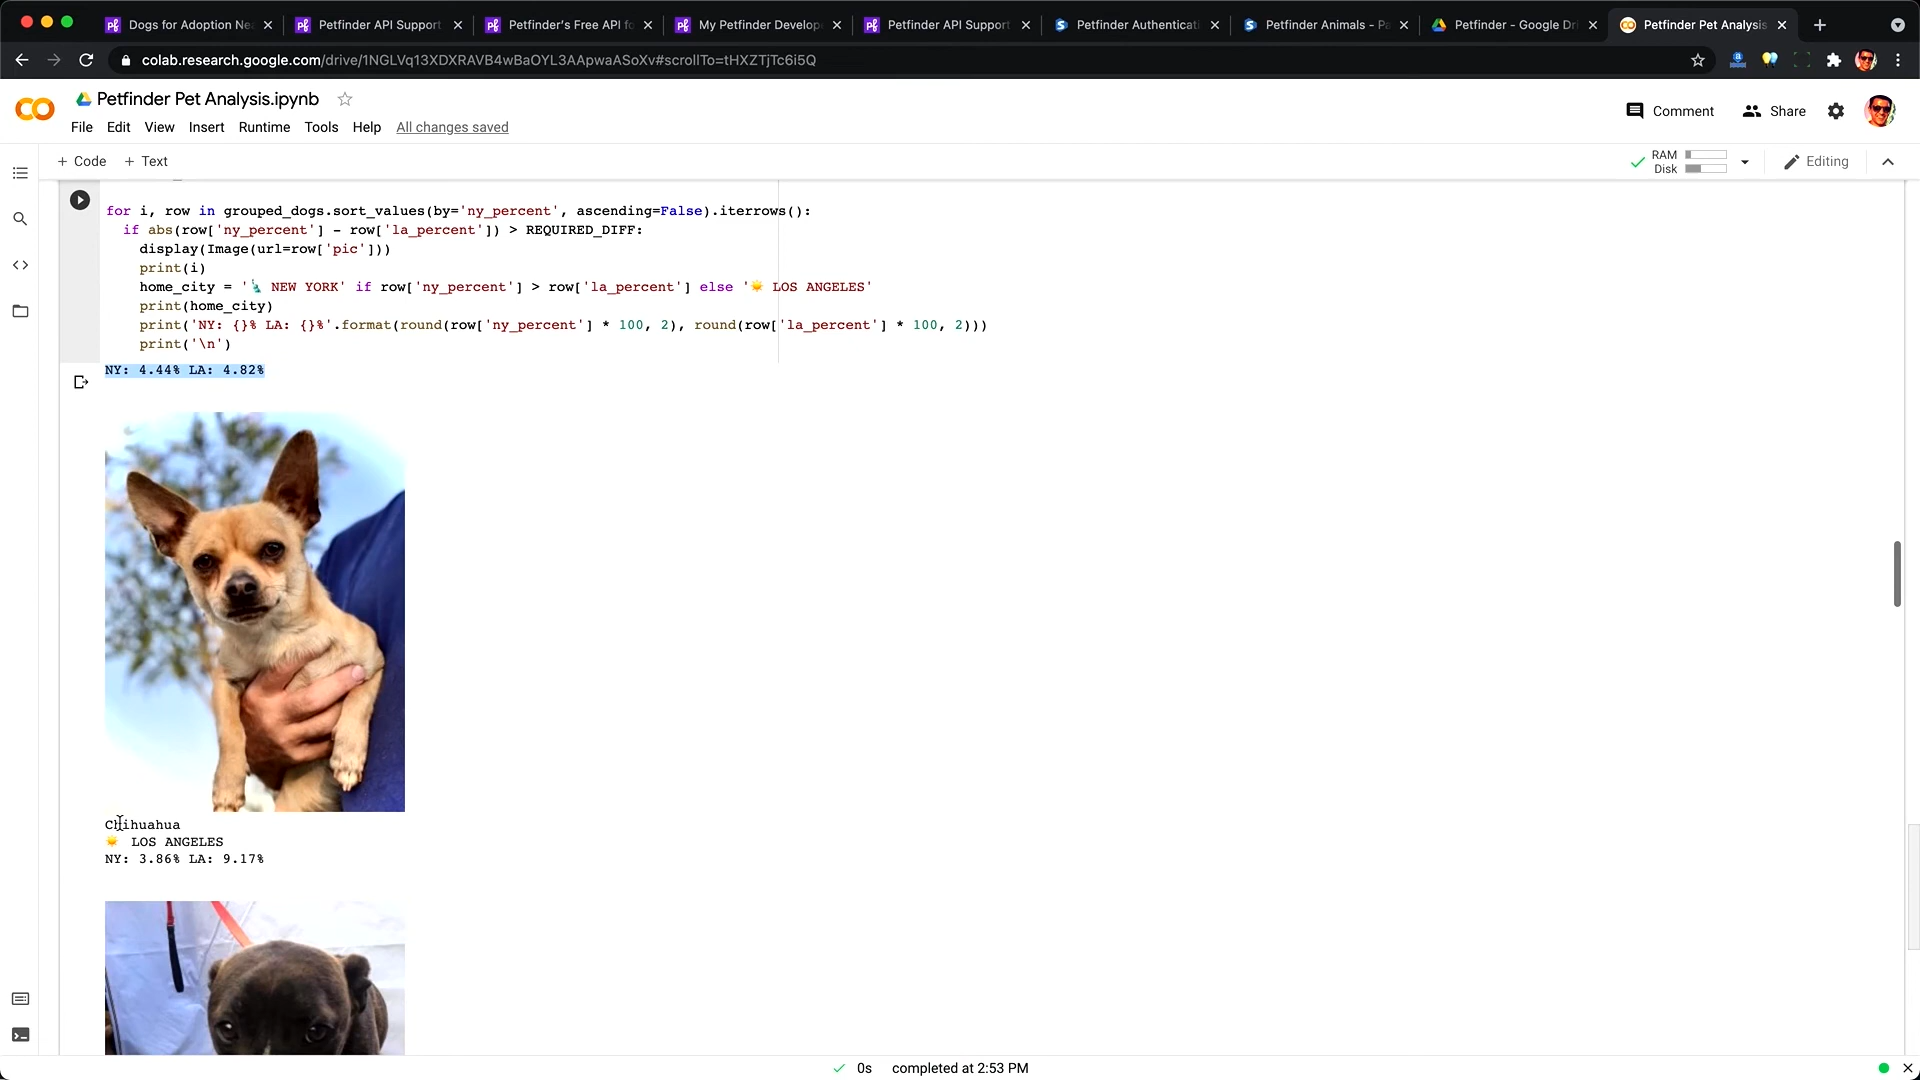 Dogs for Adoption Ne
Petfinder API Support
Petfinder's Free API fo
My Petfinder Develope
Petfinder API Support
Petfinder Authenticati
Petfinder Animals - Pa
Petfinder - Google Dri
Petfinder Pet Analysis
colab.research.google.com/drive/1NGLVq13XDXRAVB4wBaOYL3AApwaASoXv#scrollTo=tHXZTjTc6i5Q
Petfinder Pet Analysis.ipynb
Comment
Share
File Edit View Insert Runtime Tools Help All changes saved
+ Code + Text
RAM
Disk
Editing
for i, row in grouped_dogs.sort_values(by='ny_percent', ascending=False).iterrows():
if abs(row['ny_percent'] - row['la_percent']) > REQUIRED_DIFF:
display(Image(url=row['pic']))
print(i)
home_city = '🗽 NEW YORK' if row['ny_percent'] > row['la_percent'] else '☀️ LOS ANGELES'
print(home_city)
print('NY: {}% LA: {}%'.format(round(row['ny_percent'] * 100, 2), round(row['la_percent'] * 100, 2)))
print('\n')
NY: 4.44% LA: 4.82%
Chihuahua
☀️ LOS ANGELES
NY: 3.86% LA: 9.17%
0s completed at 2:53 PM